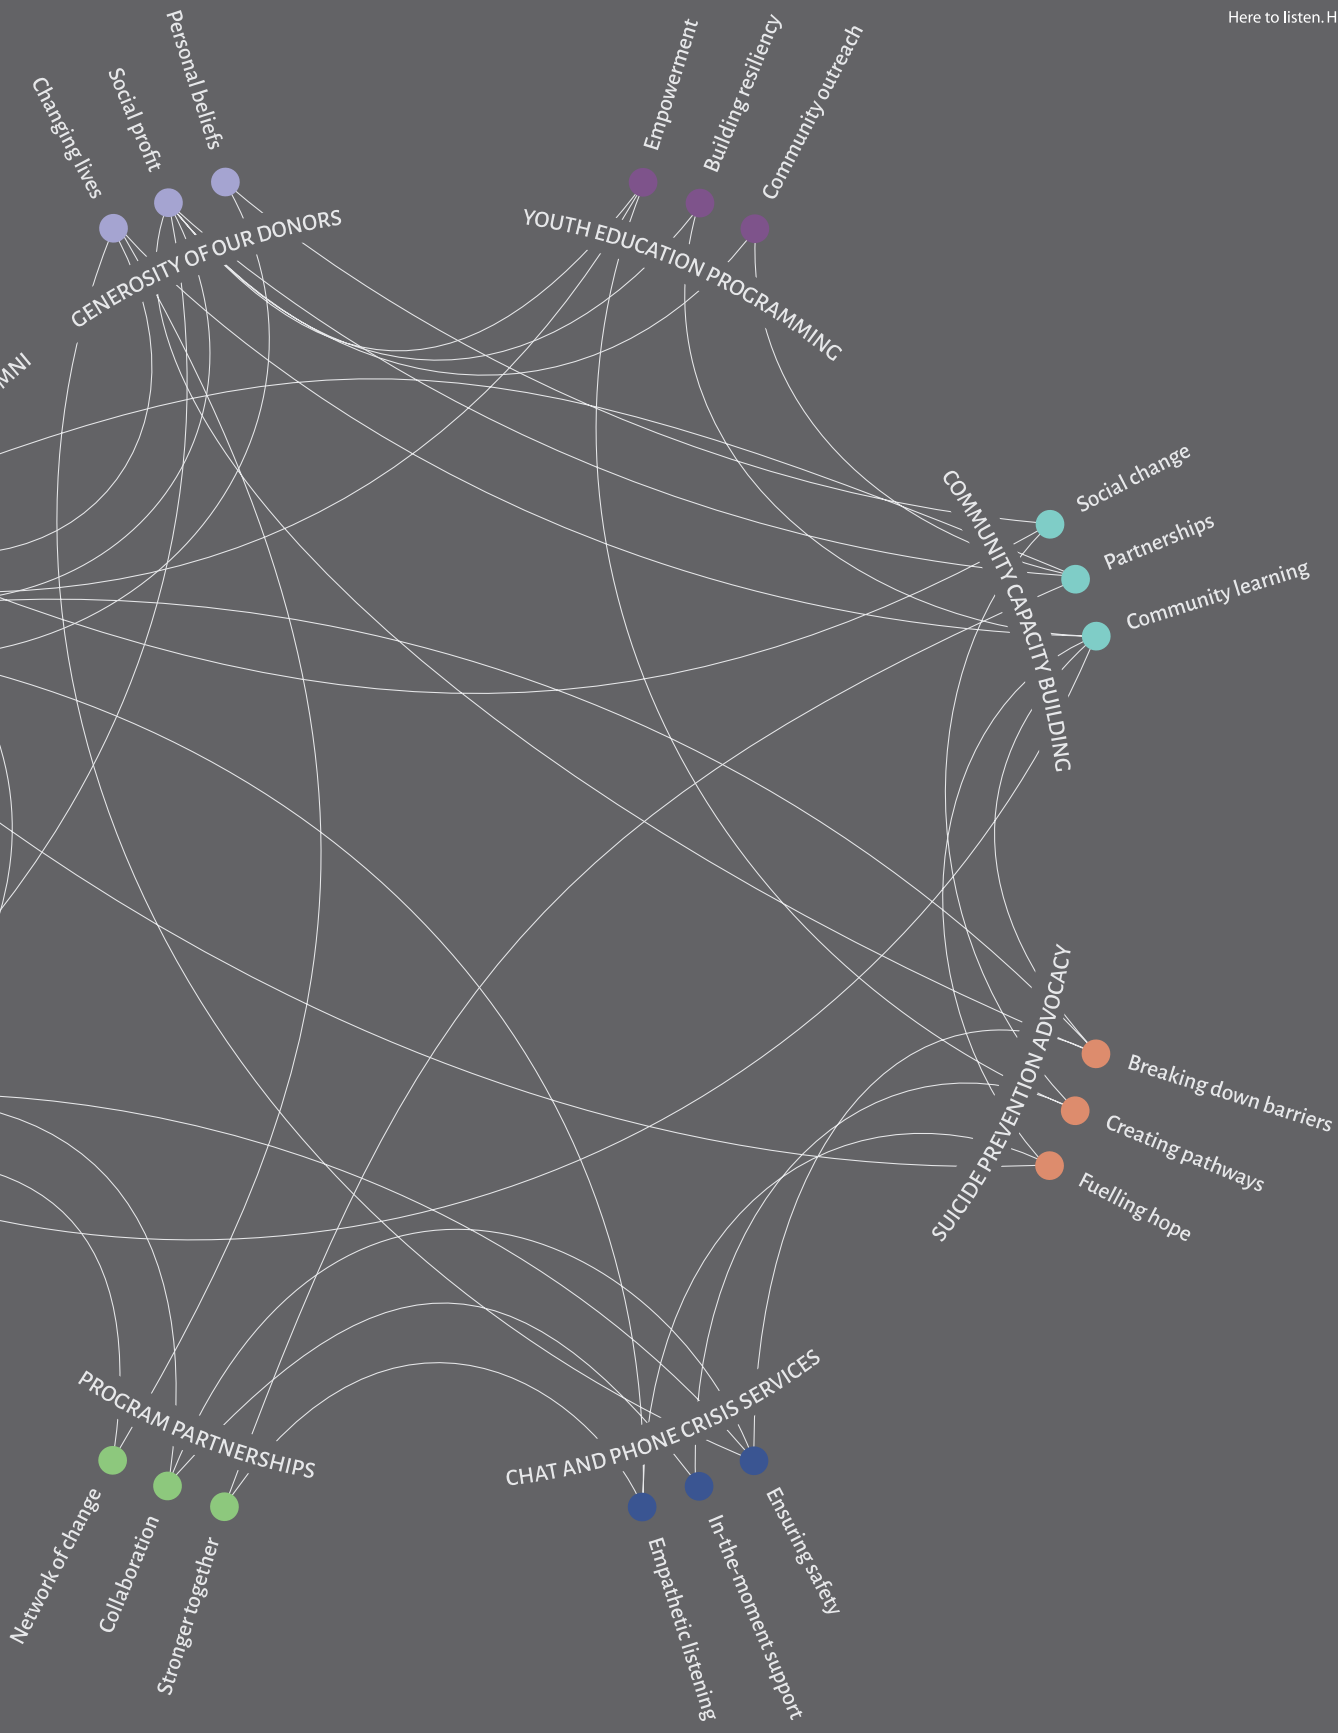 Here to listen. H
Changing lives
Social profit
Personal beliefs
GENEROSITY OF OUR DONORS
MNI
Empowerment
Building resiliency
Community outreach
YOUTH EDUCATION PROGRAMMING
Social change
Partnerships
Community learning
COMMUNITY CAPACITY BUILDING
Breaking down barriers
Creating pathways
Fuelling hope
SUICIDE PREVENTION ADVOCACY
CHAT AND PHONE CRISIS SERVICES
Ensuring safety
In-the-moment support
Empathetic listening
PROGRAM PARTNERSHIPS
Network of change
Collaboration
Stronger together